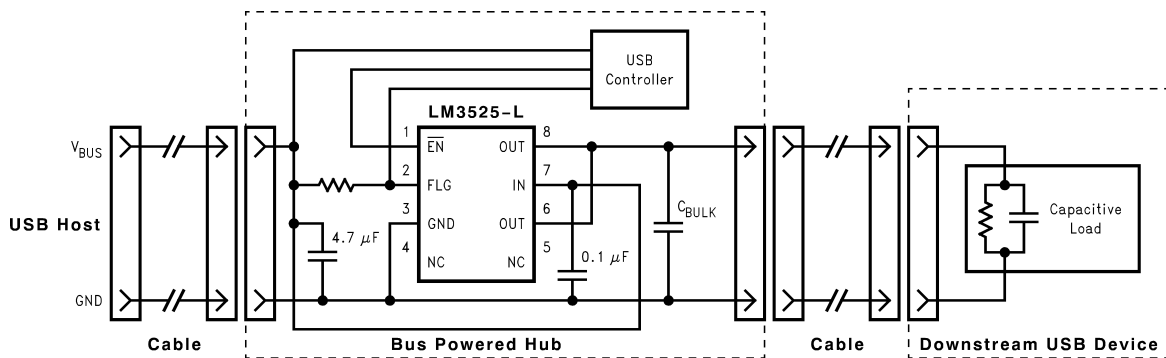 USB
Controller
LM3525-L
1
8
EN
OUT
V_BUS
2
7
FLG
IN
3
6
GND
OUT
USB Host
4.7 µF
4
5
NC
NC
0.1 µF
C_BULK
Capacitive
Load
GND
Cable
Bus Powered Hub
Cable
Downstream USB Device